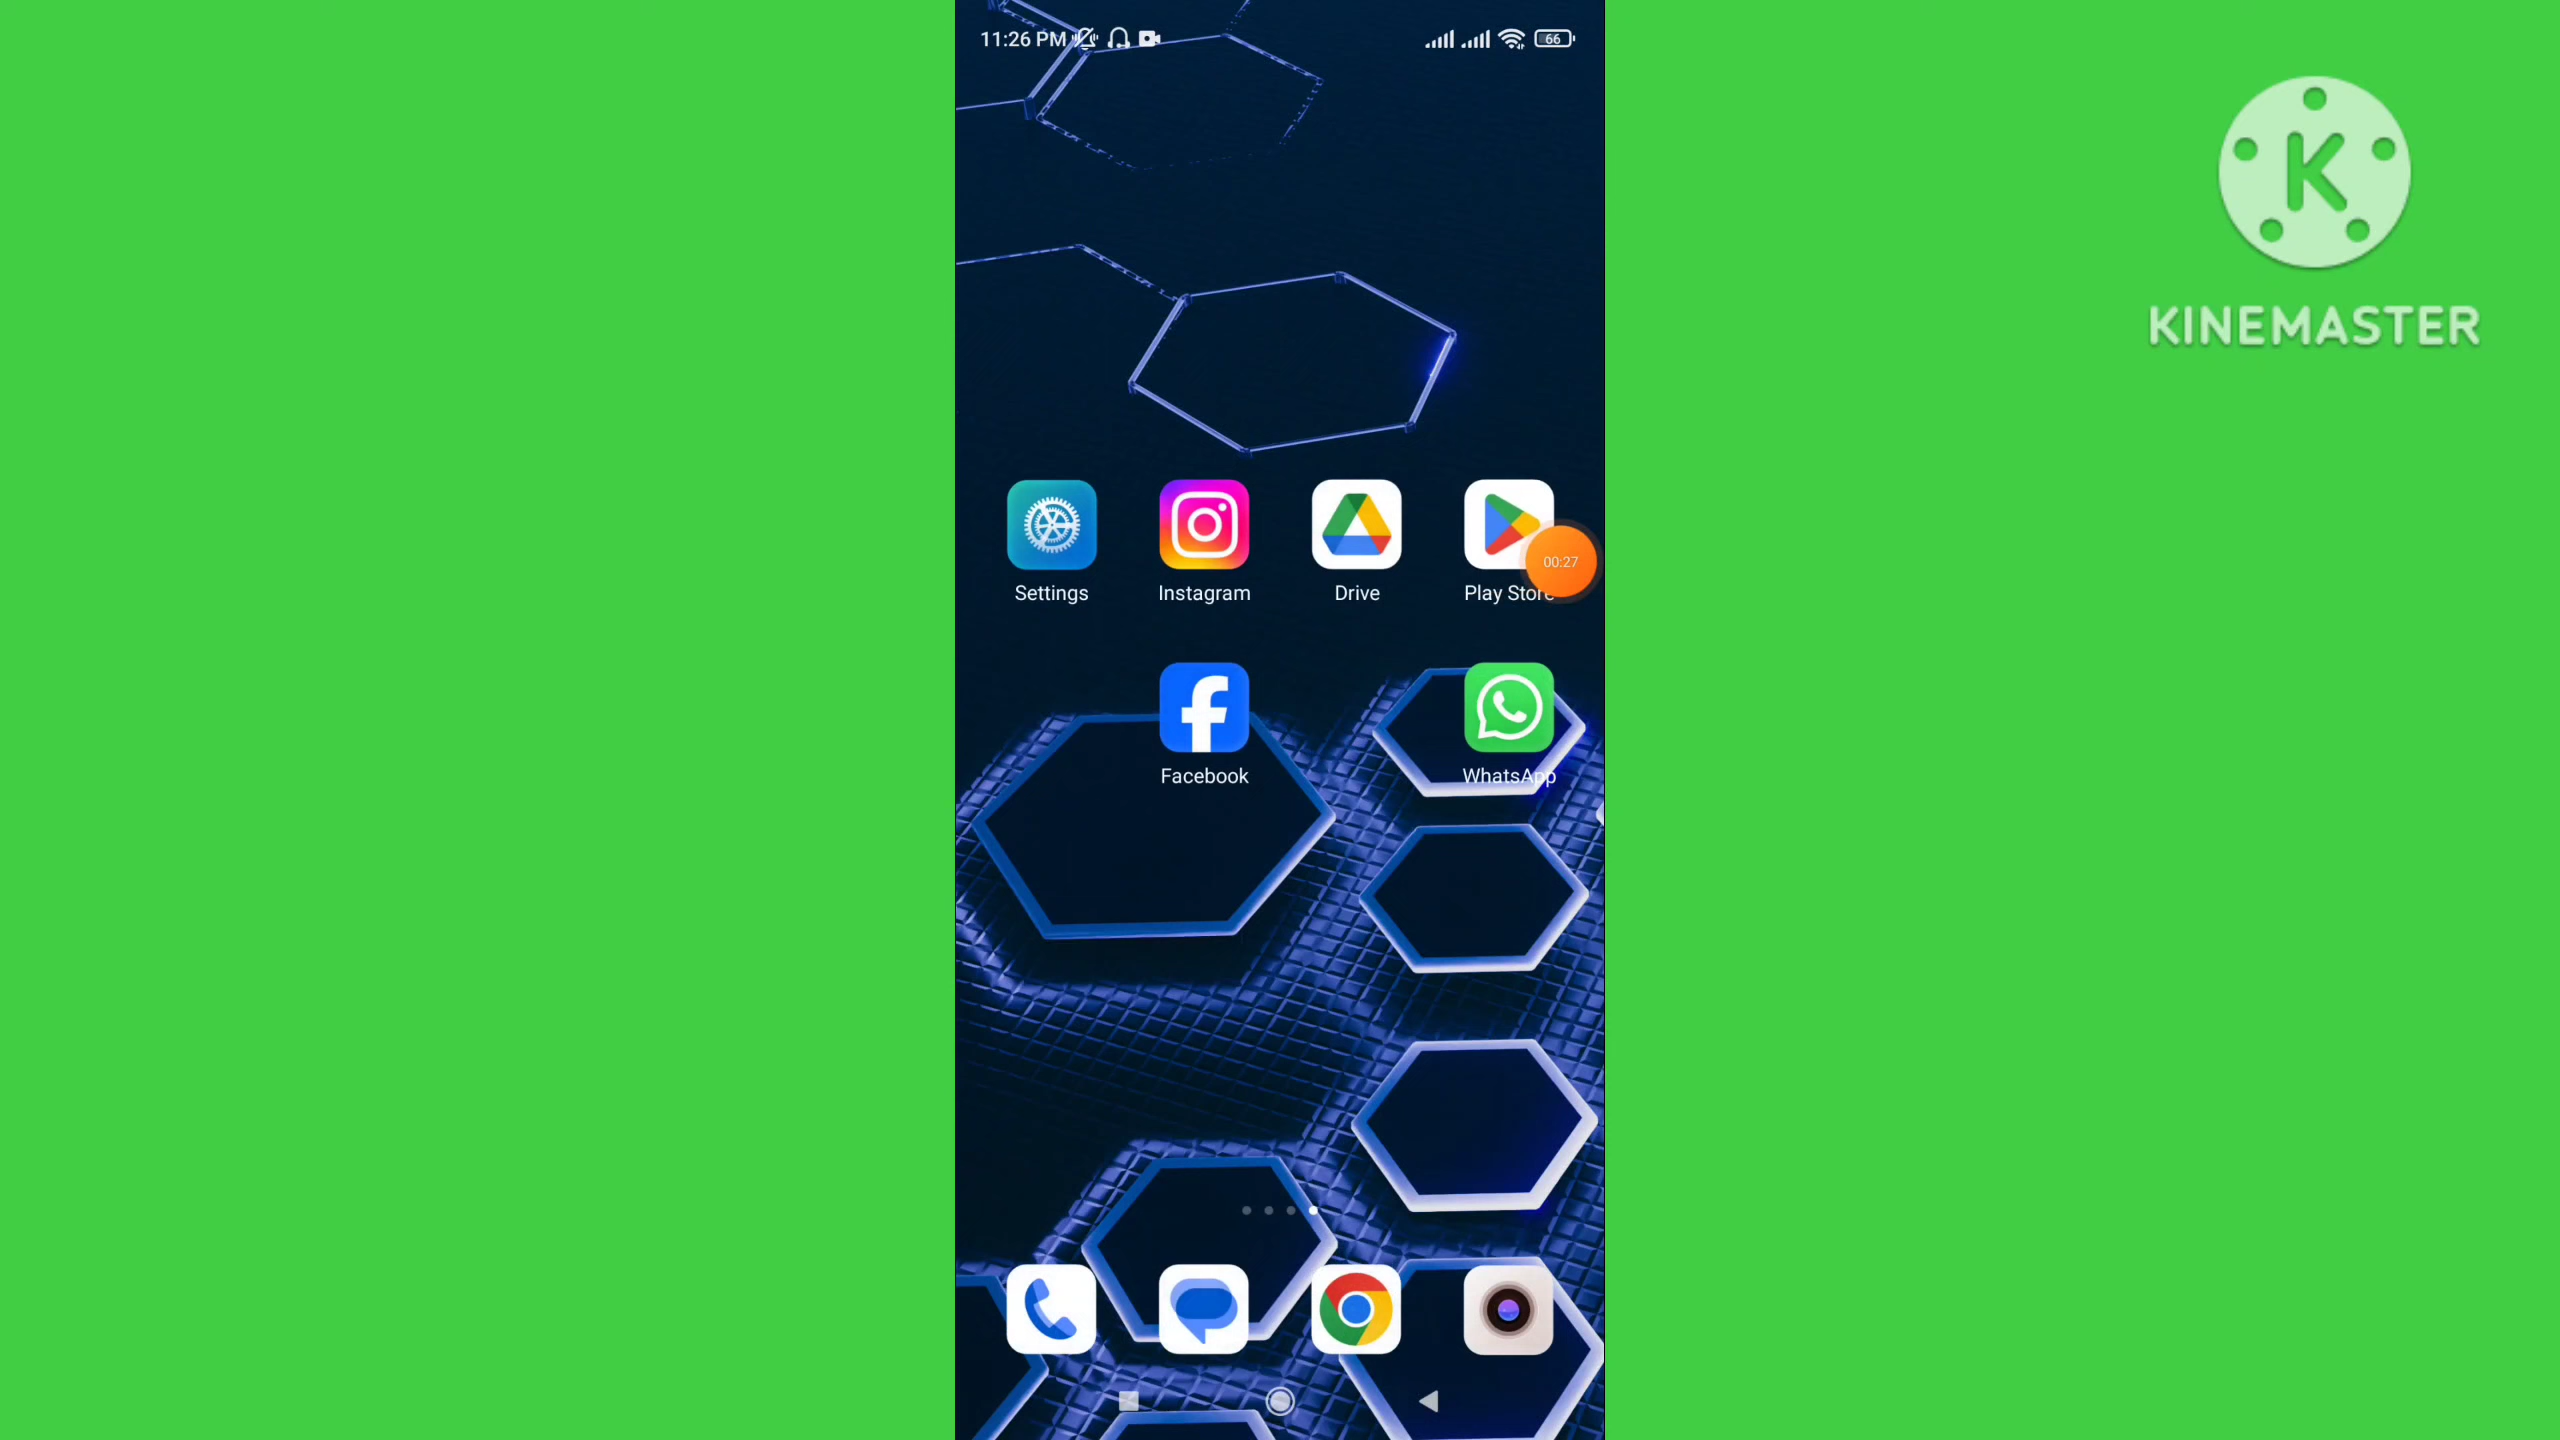 11:26 PM
66
K
KINEMASTER
Settings
Instagram
Drive
Play Store
00:27
Facebook
WhatsApp